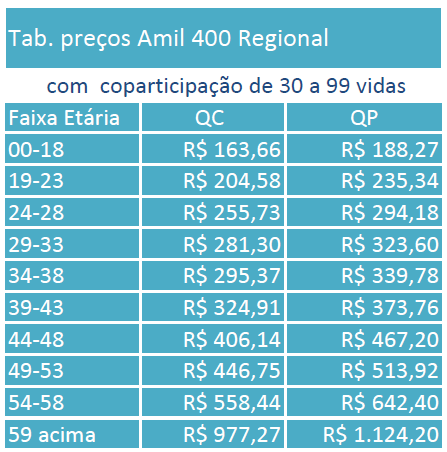 Tab. preços Amil 400 Regional
com coparticipação de 30 a 99 vidas
Faixa Etária QC QP
00-18 R$ 163,66 R$ 188,27
19-23 R$ 204,58 R$ 235,34
24-28 R$ 255,73 R$ 294,18
29-33 R$ 281,30 R$ 323,60
34-38 R$ 295,37 R$ 339,78
39-43 R$ 324,91 R$ 373,76
44-48 R$ 406,14 R$ 467,20
49-53 R$ 446,75 R$ 513,92
54-58 R$ 558,44 R$ 642,40
59 acima R$ 977,27 R$ 1.124,20